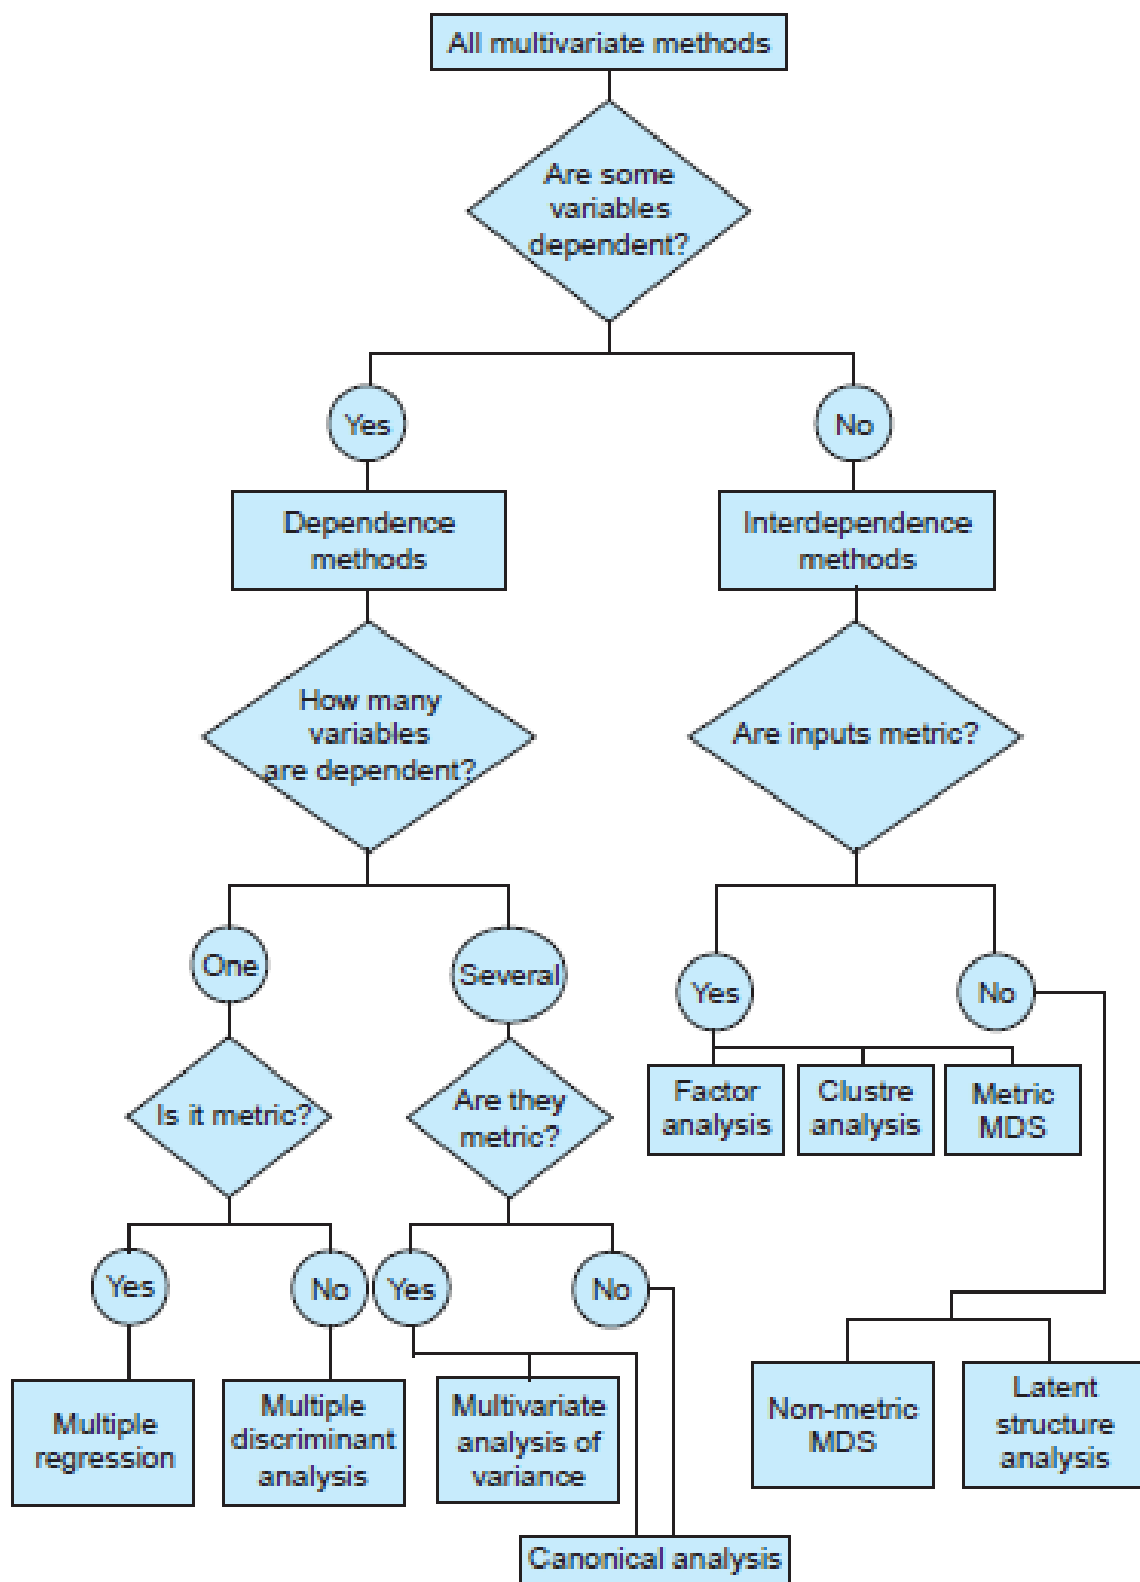 All multivariate methods
Are some
variables
dependent?
Yes
No
Dependence
methods
Interdependence
methods
How many
variables
are dependent?
Are inputs metric?
One
Several
Yes
No
Is it metric?
Are they
metric?
Factor
analysis
Clustre
analysis
Metric
MDS
Yes
No
Yes
No
Multiple
regression
Multiple
discriminant
analysis
Multivariate
analysis of
variance
Non-metric
MDS
Latent
structure
analysis
Canonical analysis